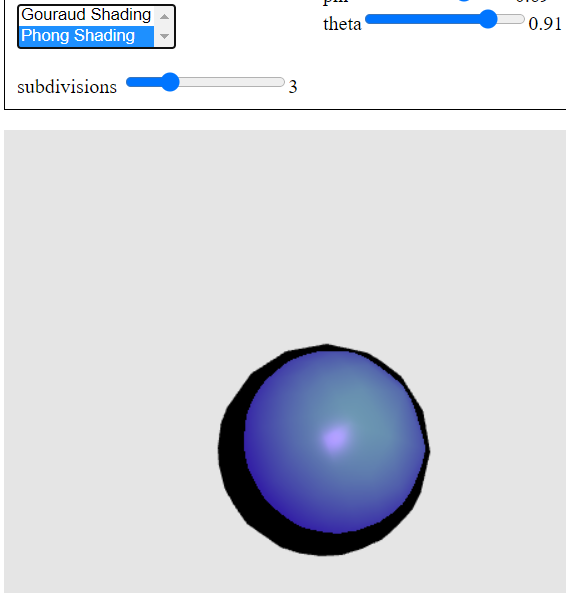 Gouraud Shading
Phong Shading
theta 0.91
subdivisions 3